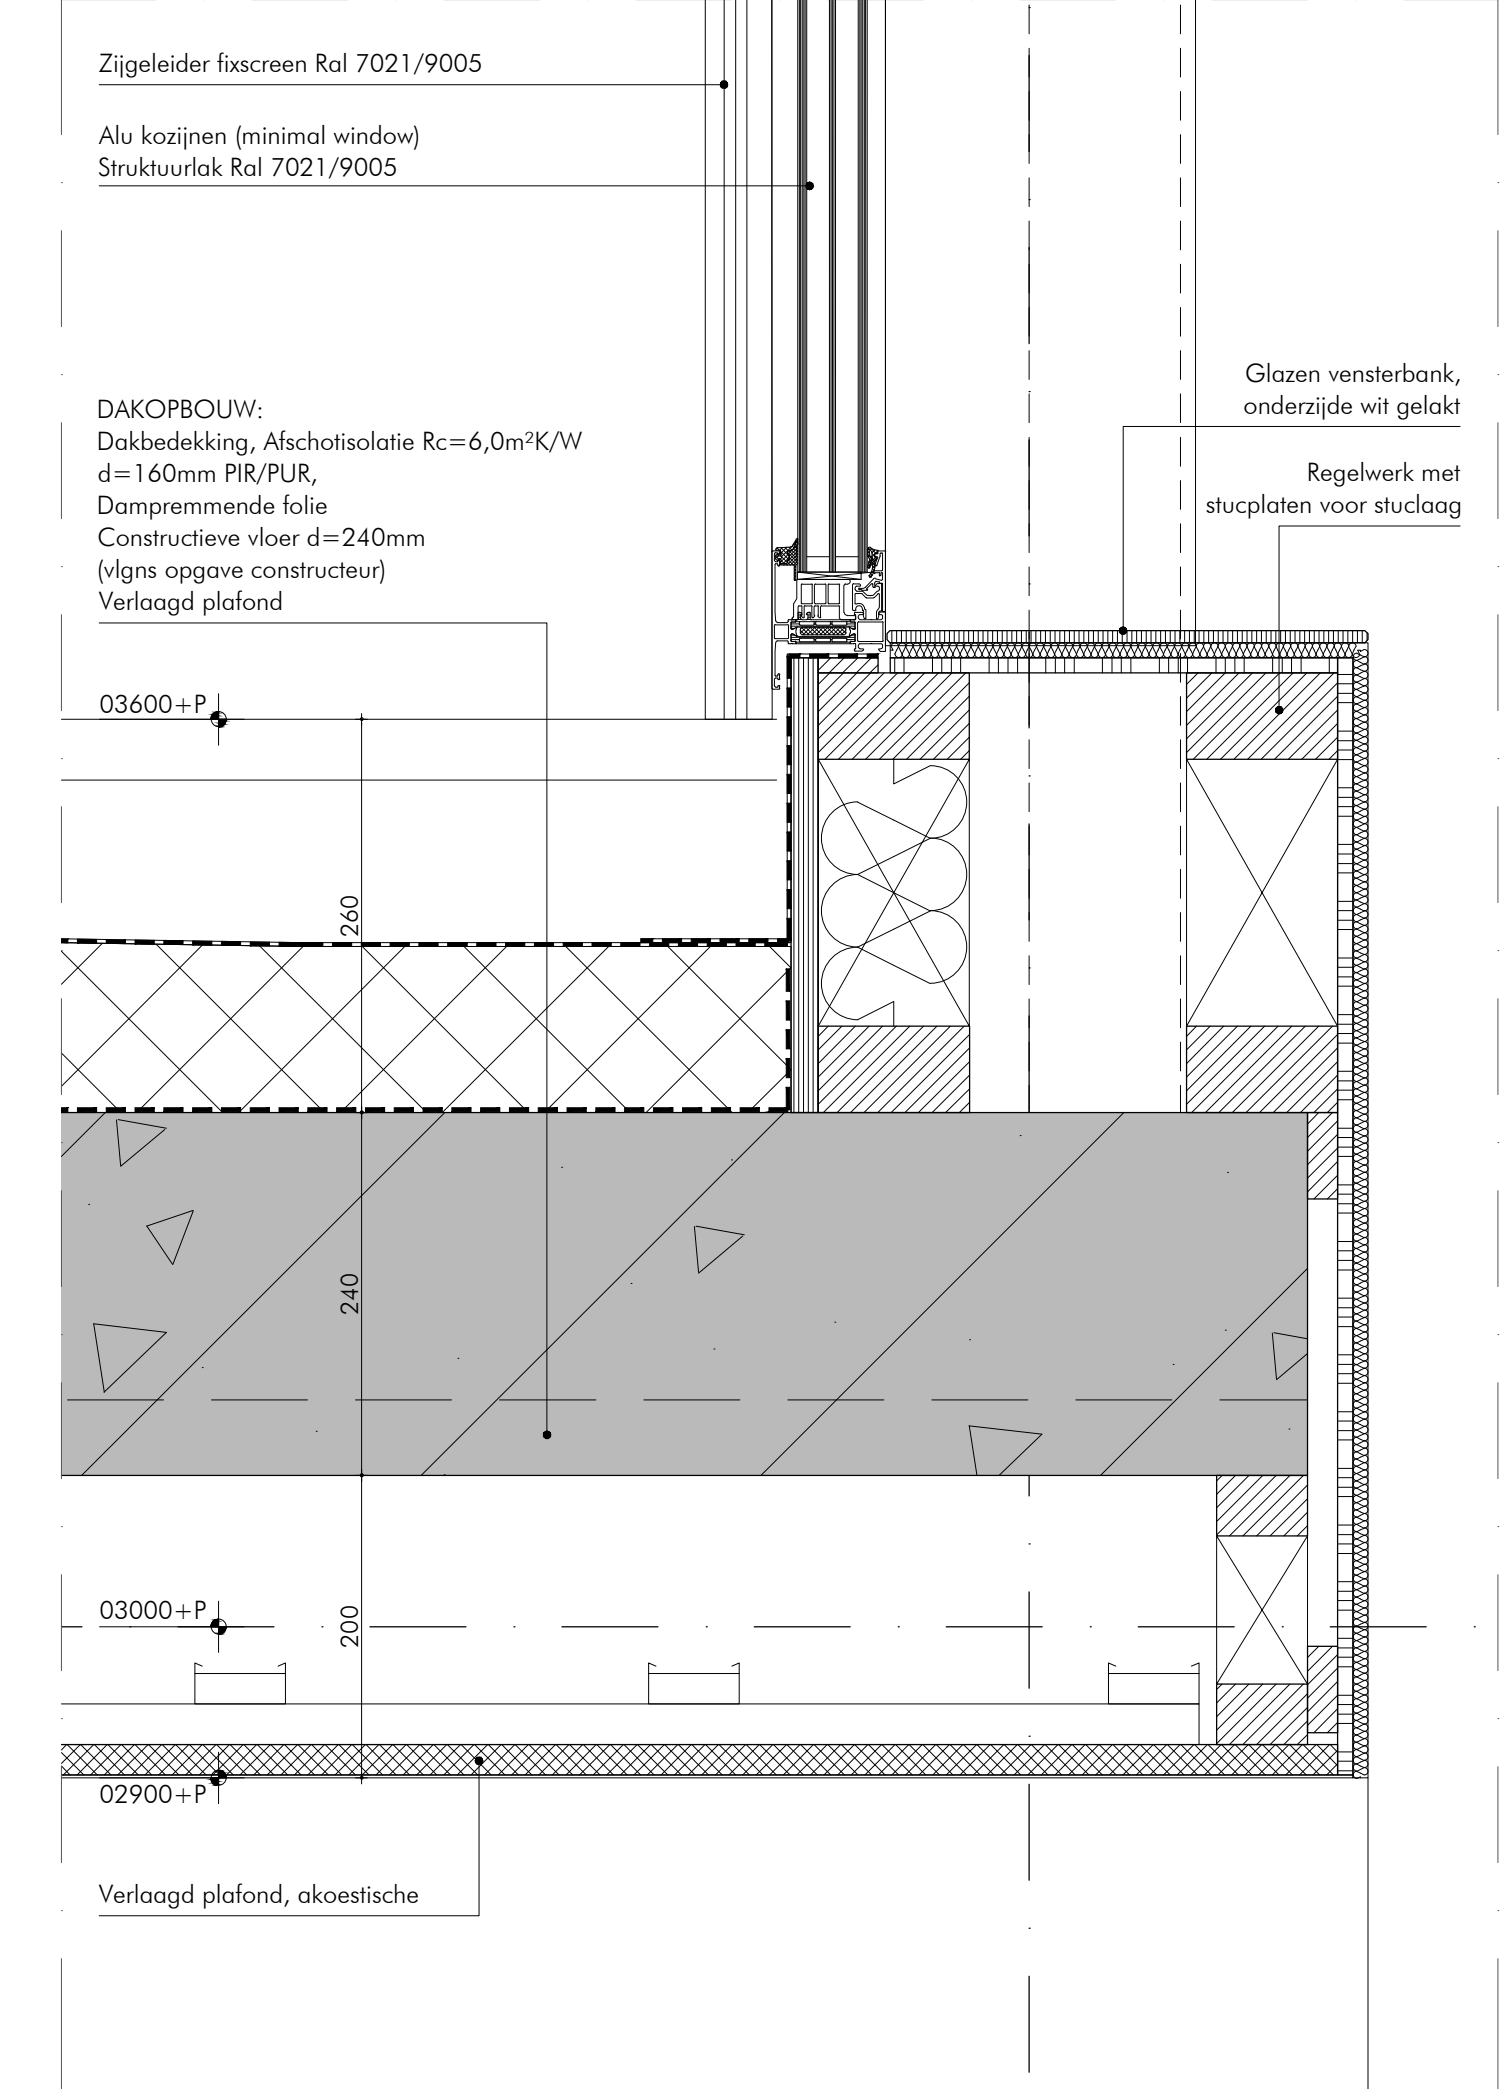 Zijgeleider fixscreen Ral 7021/9005
Alu kozijnen (minimal window)
Struktuurlak Ral 7021/9005
Glazen vensterbank,
onderzijde wit gelakt
Regelwerk met
stucplaten voor stuclaag
DAKOPBOUW:
Dakbedekking, Afschotisolatie Rc=6,0m²K/W
d=160mm PIR/PUR,
Dampremmende folie
Constructieve vloer d=240mm
(vlgns opgave constructeur)
Verlaagd plafond
03600+P
260
240
03000+P
200
02900+P
Verlaagd plafond, akoestische